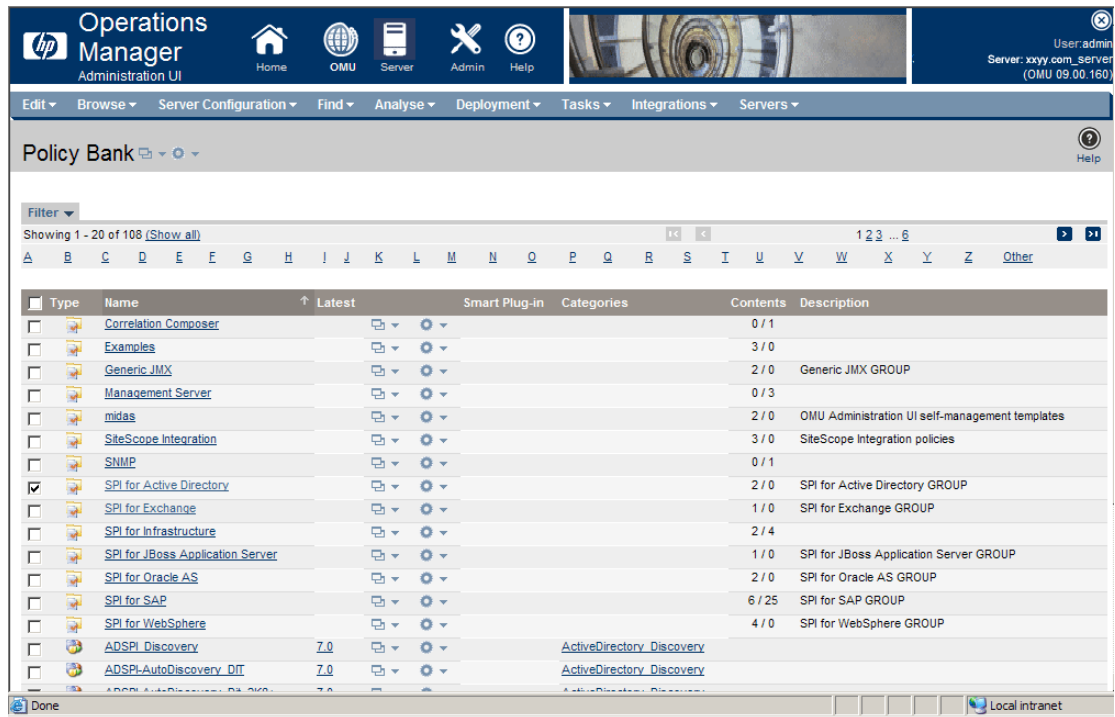 hp
Operations
Manager
Administration UI
Home OMU Server Admin Help
User:admin
Server: xxyy.com_server
(OMU 09.00.160)
Edit Browse Server Configuration Find Analyse Deployment Tasks Integrations Servers
Policy Bank
Help
Filter
Showing 1 - 20 of 108 (Show all) 1 2 3 ... 6
A B C D E F G H I J K L M N O P Q R S T U V W X Y Z Other
Type Name Latest Smart Plug-in Categories Contents Description
Correlation Composer 0 / 1
Examples 3 / 0
Generic JMX 2 / 0 Generic JMX GROUP
Management Server 0 / 3
midas 2 / 0 OMU Administration UI self-management templates
SiteScope Integration 3 / 0 SiteScope Integration policies
SNMP 0 / 1
SPI for Active Directory 2 / 0 SPI for Active Directory GROUP
SPI for Exchange 1 / 0 SPI for Exchange GROUP
SPI for Infrastructure 2 / 4
SPI for JBoss Application Server 1 / 0 SPI for JBoss Application Server GROUP
SPI for Oracle AS 2 / 0 SPI for Oracle AS GROUP
SPI for SAP 6 / 25 SPI for SAP GROUP
SPI for WebSphere 4 / 0 SPI for WebSphere GROUP
ADSPI_Discovery 7.0 ActiveDirectory_Discovery
ADSPI-AutoDiscovery_DIT 7.0 ActiveDirectory_Discovery
Done Local intranet